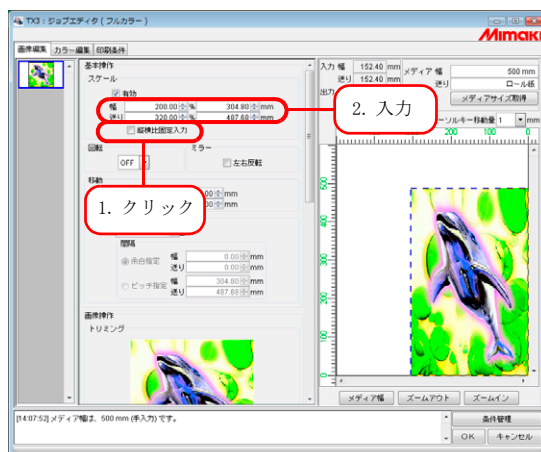 TX3 : ジョブエディタ ( フルカラー )
Mimaki
画像編集 カラー編集 印刷条件
基本操作
スケール
有効
幅 200.00 % 304.80 mm
送り 320.00 % 487.68 mm
縦横比固定入力
回転 ミラー
OFF 左右反転
移動
00 mm
00 mm
1. クリック
2. 入力
間隔
余白指定 幅 0.00 mm
送り 0.00 mm
ピッチ指定 幅 304.80 mm
送り 487.68 mm
画像操作
トリミング
入力 幅 152.40 mm メディア 幅 500 mm
送り 152.40 mm 送り ロール紙
出力
メディアサイズ取得
ーソルキー移動量 1 mm
200 100 0
500
400
300
200
100
0
メディア幅 ズームアウト ズームイン
[14:07:52] メディア幅は、500 mm (手入力) です。
条件管理
OK キャンセル